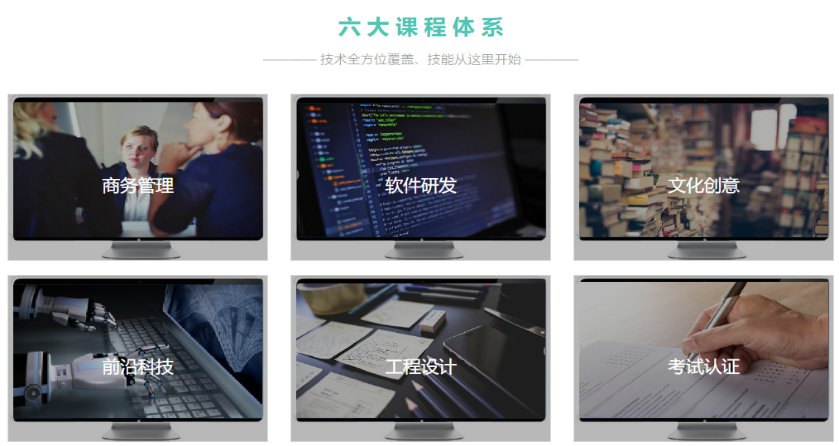 六大课程体系
技术全方位覆盖、技能从这里开始
商务管理
软件研发
文化创意
前沿科技
工程设计
考试认证